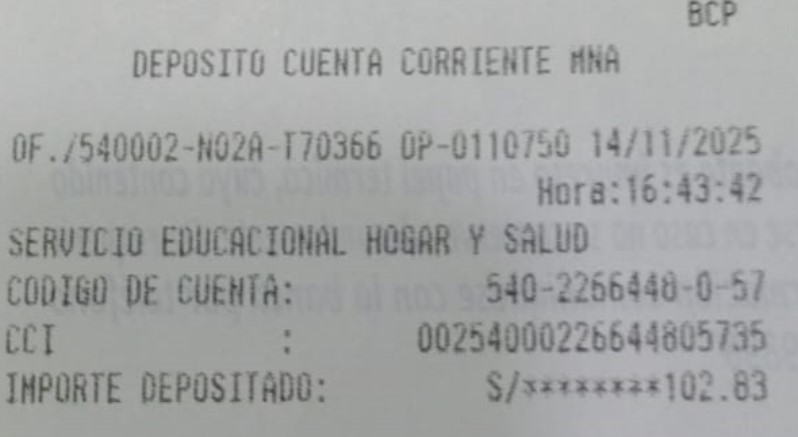 BCP
DEPOSITO CUENTA CORRIENTE MNA
OF./540002-N02A-T70366 OP-0110750 14/11/2025
Hora:16:43:42
SERVICIO EDUCACIONAL HOGAR Y SALUD
CODIGO DE CUENTA: 540-2266448-0-57
CCI : 00254000226644805735
IMPORTE DEPOSITADO: S/********102.83